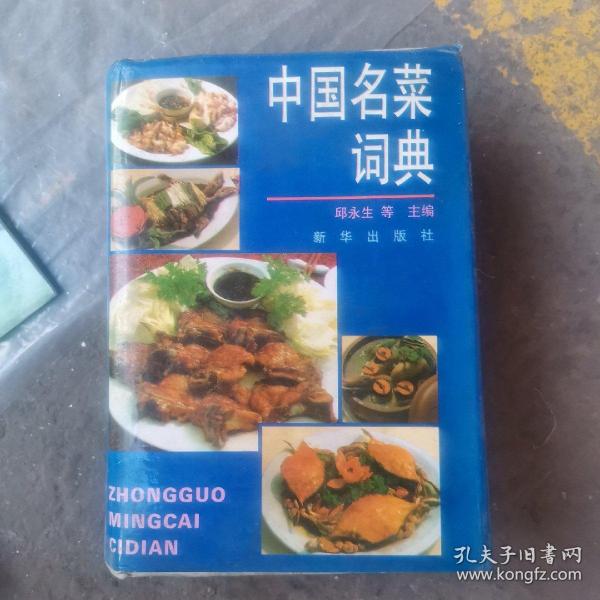 中国名菜
词典
邱永生 等 主编
新华出版社
ZHONGGUO
MINGCAI
CIDIAN
孔夫子旧书网
www.kongfz.com